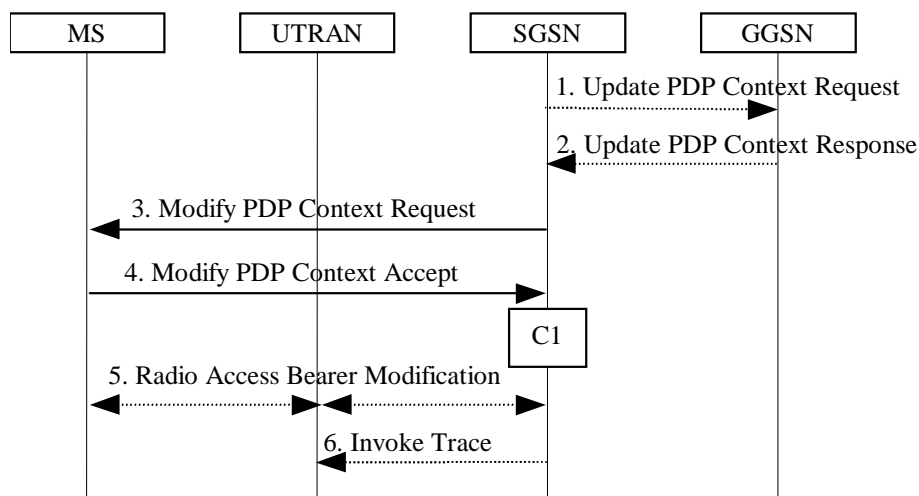 MS UTRAN SGSN GGSN
1. Update PDP Context Request
2. Update PDP Context Response
3. Modify PDP Context Request
4. Modify PDP Context Accept
C1
5. Radio Access Bearer Modification
6. Invoke Trace